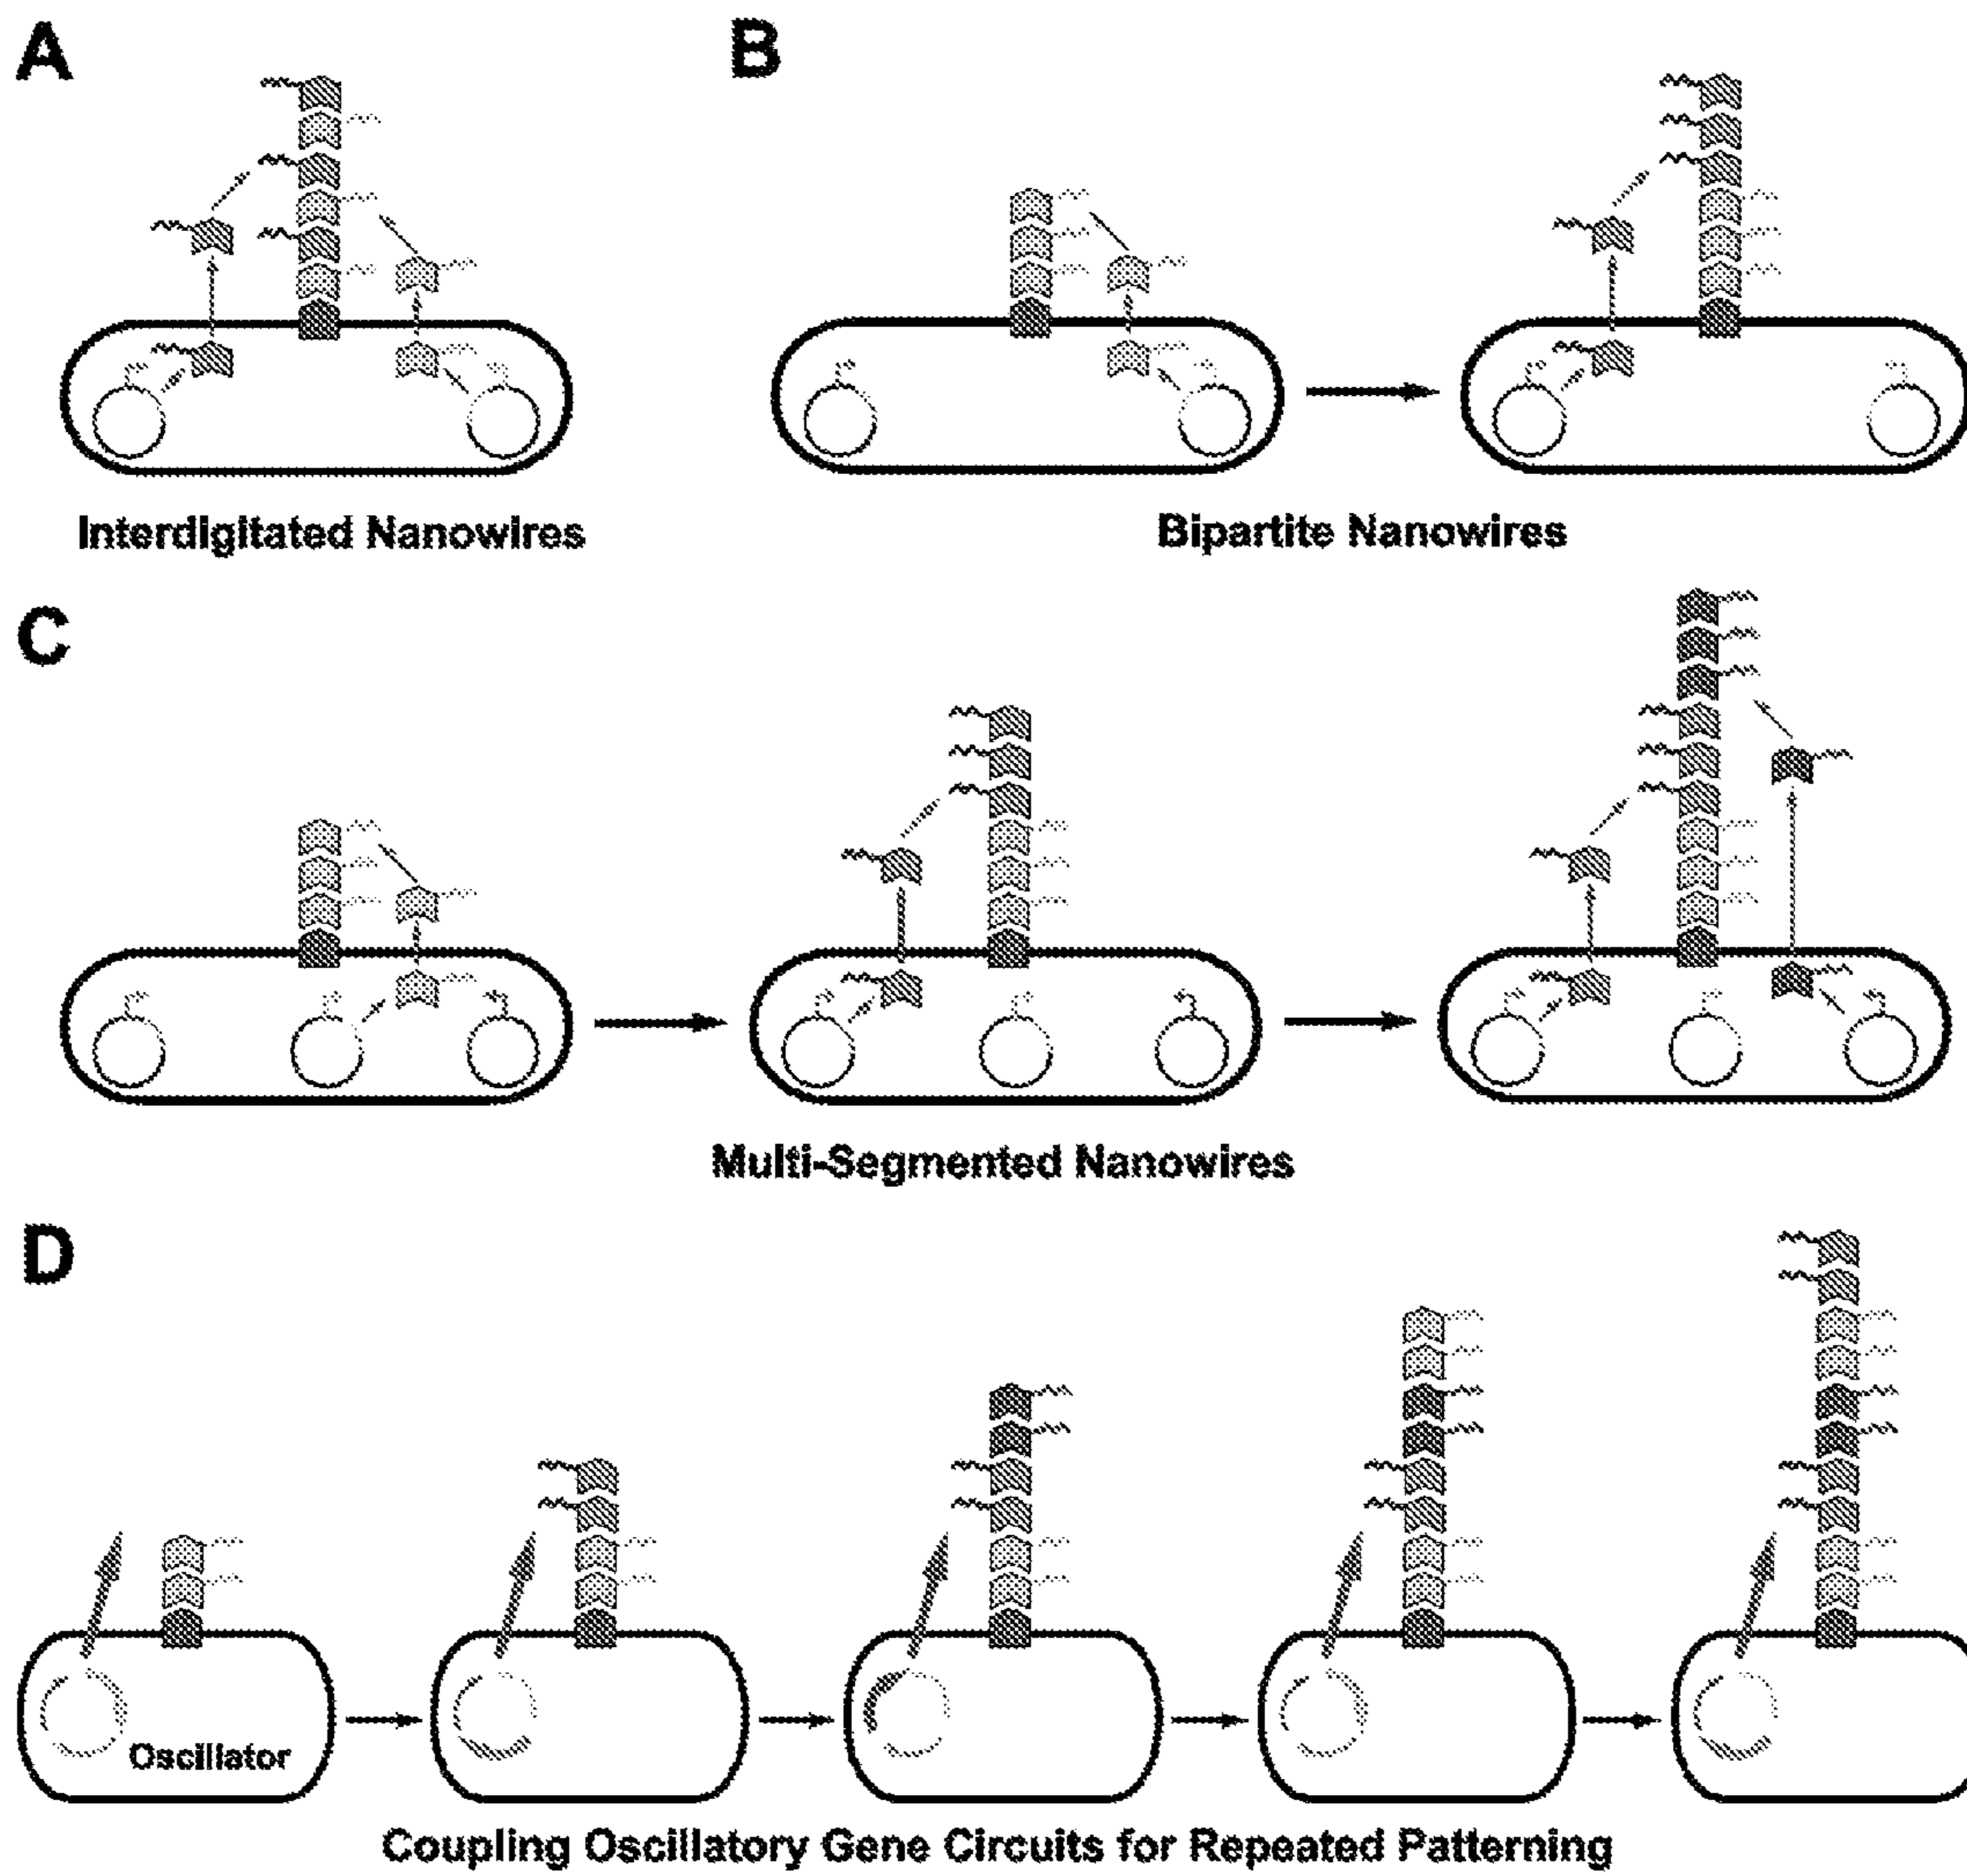 A
B
Interdigitated Nanowires
Bipartite Nanowires
C
Multi-Segmented Nanowires
D
Oscillator
Coupling Oscillatory Gene Circuits for Repeated Patterning